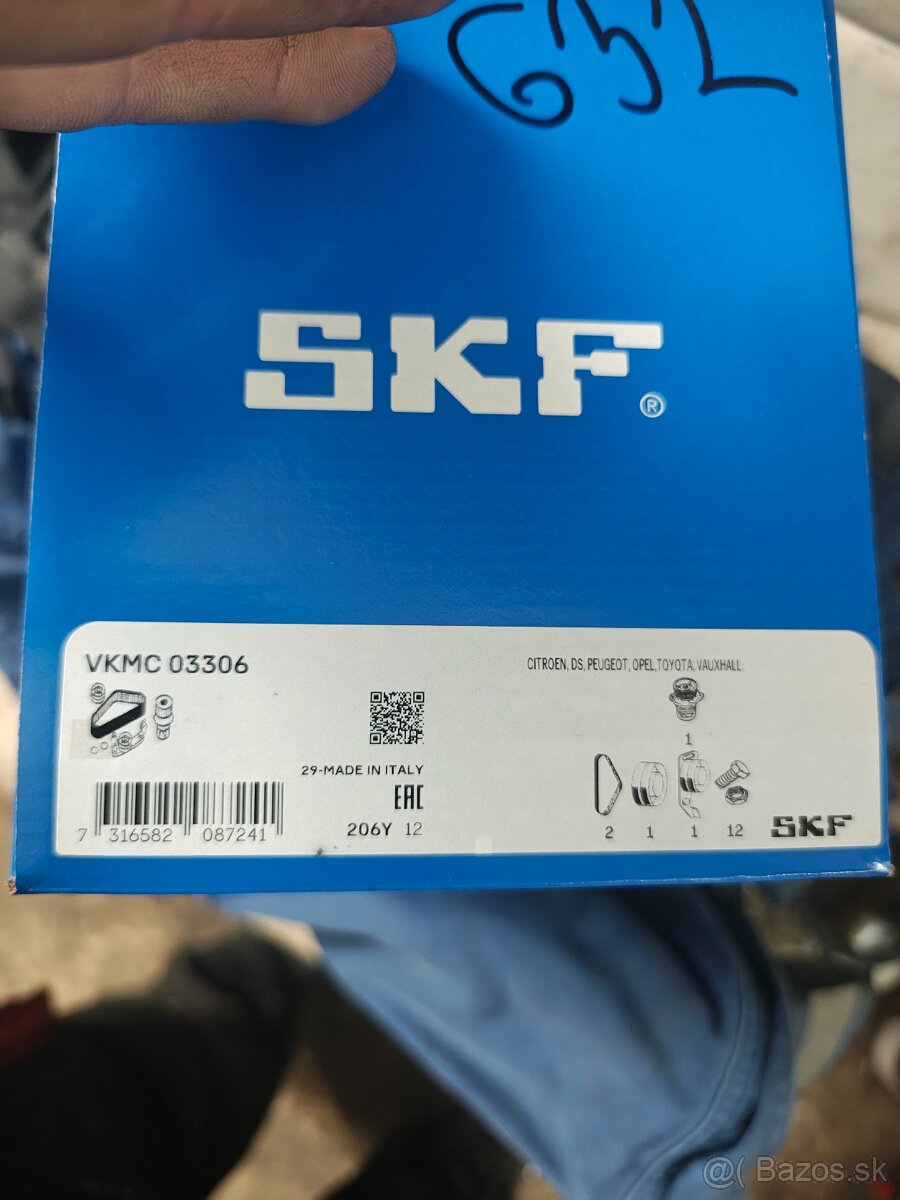 632
SKF®
VKMC 03306
CITROEN, DS, PEUGEOT, OPEL, TOYOTA, VAUXHALL
1
29-MADE IN ITALY
EAC
206Y 12
7 316582 087241
2 1 1 12
SKF
@( Bazos.sk